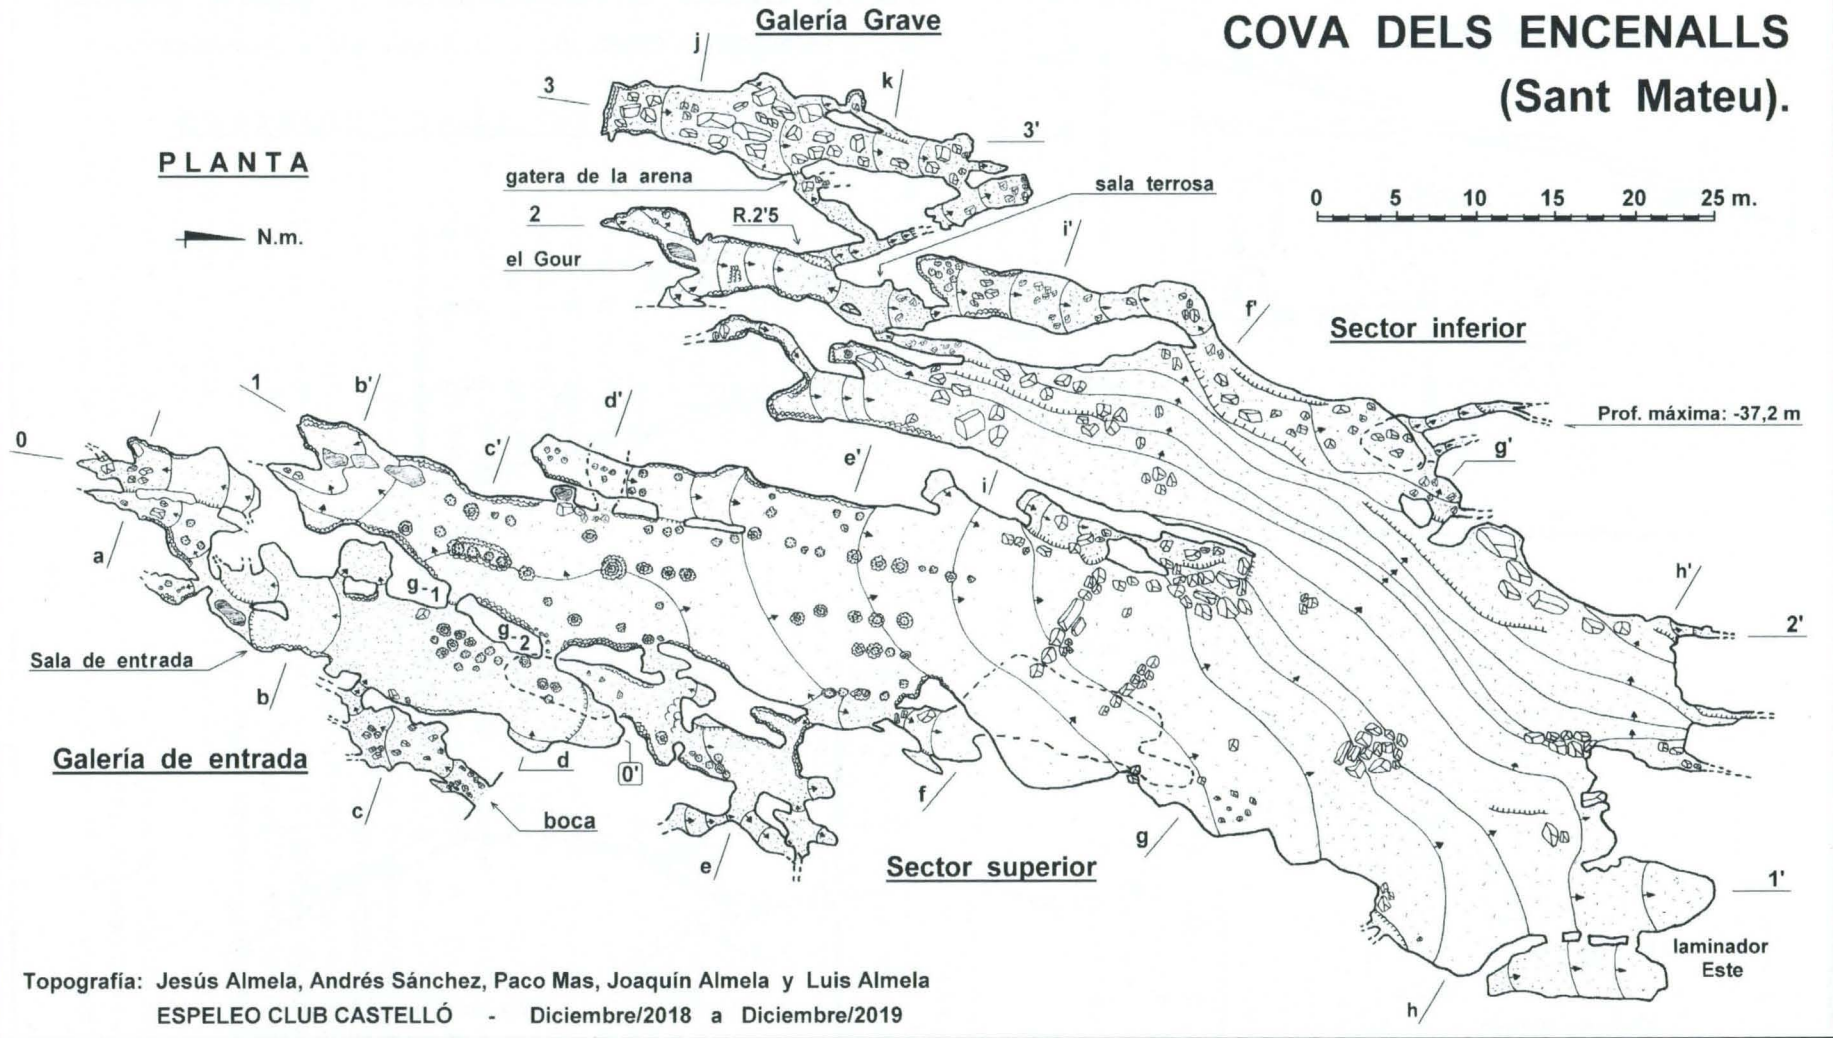 Galería Grave
COVA DELS ENCENALLS
(Sant Mateu).
j
k
3
3'
PLANTA
gatera de la arena
sala terrosa
0 5 10 15 20 25 m.
2
R.2'5
i'
N.m.
el Gour
f'
Sector inferior
1
b'
d'
Prof. máxima: -37,2 m
0
c'
e'
g'
i
a
h'
g-1
2'
g-2
Sala de entrada
b
Galería de entrada
d
0'
f
c
boca
g
e
Sector superior
1'
laminador
Este
Topografía: Jesús Almela, Andrés Sánchez, Paco Mas, Joaquín Almela y Luis Almela
h
ESPELEO CLUB CASTELLÓ - Diciembre/2018 a Diciembre/2019